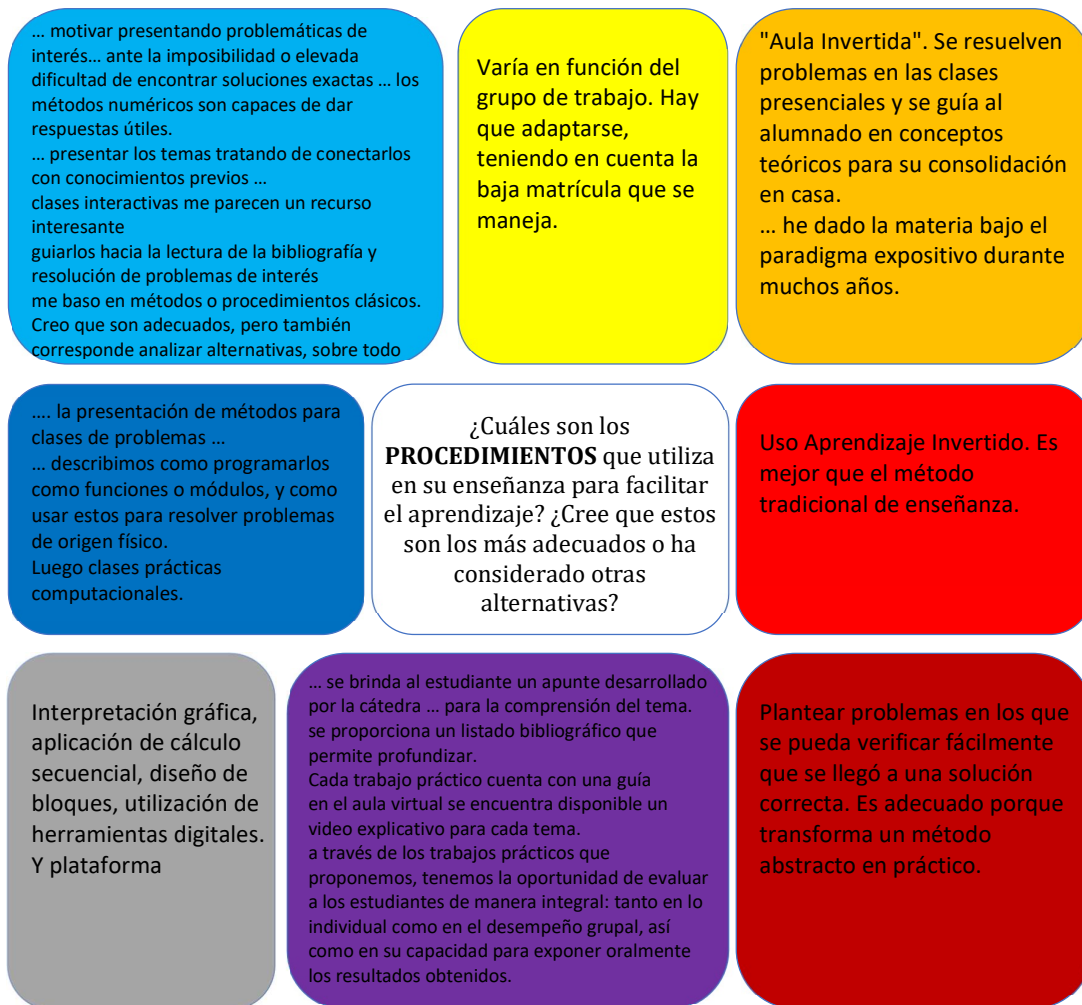 ... motivar presentando problemáticas de
interés... ante la imposibilidad o elevada
dificultad de encontrar soluciones exactas ... los
métodos numéricos son capaces de dar
respuestas útiles.
... presentar los temas tratando de conectarlos
con conocimientos previos ...
clases interactivas me parecen un recurso
interesante
guiarlos hacia la lectura de la bibliografía y
resolución de problemas de interés
me baso en métodos o procedimientos clásicos.
Creo que son adecuados, pero también
corresponde analizar alternativas, sobre todo
Varía en función del
grupo de trabajo. Hay
que adaptarse,
teniendo en cuenta la
baja matrícula que se
maneja.
"Aula Invertida". Se resuelven
problemas en las clases
presenciales y se guía al
alumnado en conceptos
teóricos para su consolidación
en casa.
... he dado la materia bajo el
paradigma expositivo durante
muchos años.
.... la presentación de métodos para
clases de problemas ...
... describimos como programarlos
como funciones o módulos, y como
usar estos para resolver problemas
de origen físico.
Luego clases prácticas
computacionales.
¿Cuáles son los
PROCEDIMIENTOS que utiliza
en su enseñanza para facilitar
el aprendizaje? ¿Cree que estos
son los más adecuados o ha
considerado otras
alternativas?
Uso Aprendizaje Invertido. Es
mejor que el método
tradicional de enseñanza.
Interpretación gráfica,
aplicación de cálculo
secuencial, diseño de
bloques, utilización de
herramientas digitales.
Y plataforma
... se brinda al estudiante un apunte desarrollado
por la cátedra ... para la comprensión del tema.
se proporciona un listado bibliográfico que
permite profundizar.
Cada trabajo práctico cuenta con una guía
en el aula virtual se encuentra disponible un
video explicativo para cada tema.
a través de los trabajos prácticos que
proponemos, tenemos la oportunidad de evaluar
a los estudiantes de manera integral: tanto en lo
individual como en el desempeño grupal, así
como en su capacidad para exponer oralmente
los resultados obtenidos.
Plantear problemas en los que
se pueda verificar fácilmente
que se llegó a una solución
correcta. Es adecuado porque
transforma un método
abstracto en práctico.